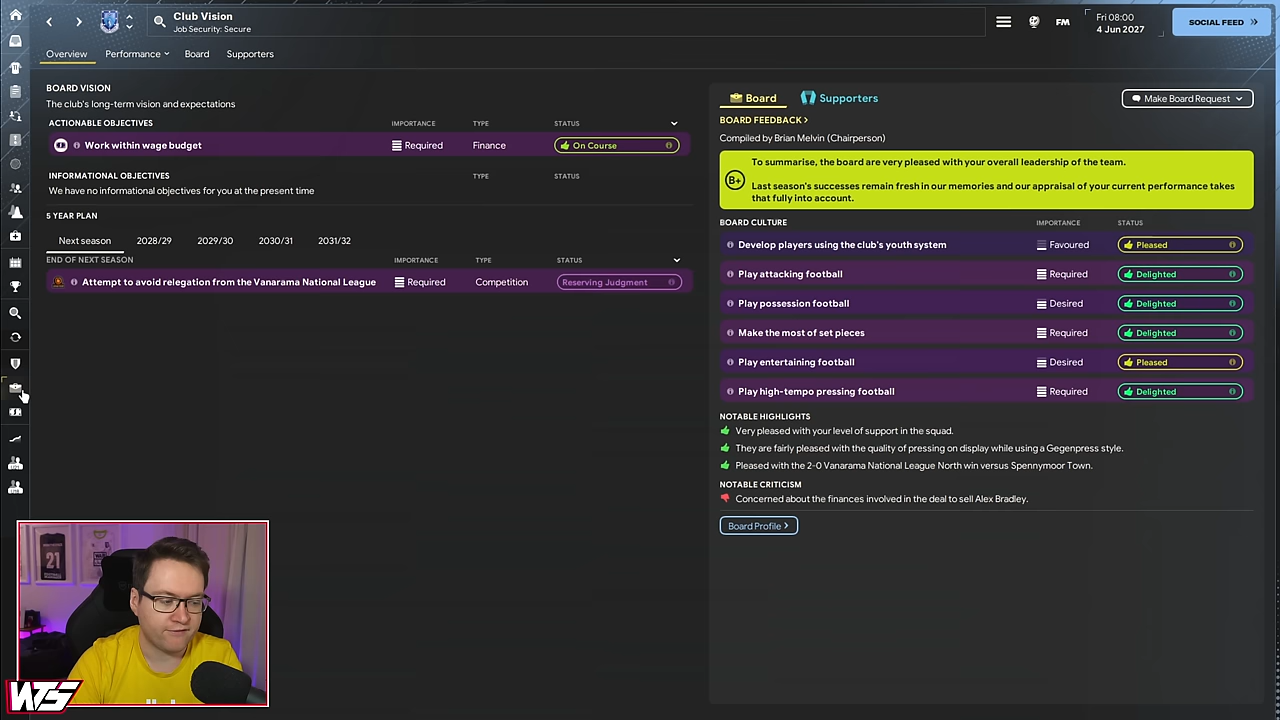 Club Vision
Job Security: Secure
FM
Fri 08:00
4 Jun 2027
SOCIAL FEED
Overview
Performance
Board
Supporters
BOARD VISION
The club's long-term vision and expectations
ACTIONABLE OBJECTIVES IMPORTANCE TYPE STATUS
Work within wage budget Required Finance On Course
INFORMATIONAL OBJECTIVES TYPE STATUS
We have no informational objectives for you at the present time
5 YEAR PLAN
Next season 2028/29 2029/30 2030/31 2031/32
END OF NEXT SEASON IMPORTANCE TYPE STATUS
Attempt to avoid relegation from the Vanarama National League Required Competition Reserving Judgment
Board Supporters Make Board Request
BOARD FEEDBACK
Compiled by Brian Melvin (Chairperson)
B+
To summarise, the board are very pleased with your overall leadership of the team.
Last season's successes remain fresh in our memories and our appraisal of your current performance takes
that fully into account.
BOARD CULTURE IMPORTANCE STATUS
Develop players using the club's youth system Favoured Pleased
Play attacking football Required Delighted
Play possession football Desired Delighted
Make the most of set pieces Required Delighted
Play entertaining football Desired Pleased
Play high-tempo pressing football Required Delighted
NOTABLE HIGHLIGHTS
Very pleased with your level of support in the squad.
They are fairly pleased with the quality of pressing on display while using a Gegenpress style.
Pleased with the 2-0 Vanarama National League North win versus Spennymoor Town.
NOTABLE CRITICISM
Concerned about the finances involved in the deal to sell Alex Bradley.
Board Profile
21
WTS